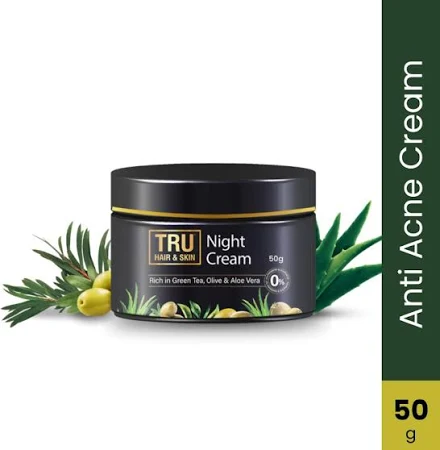 TRU
HAIR & SKIN
Night
Cream
50g
Rich in Green Tea, Olive & Aloe Vera
0%
Anti Acne Cream
50
g